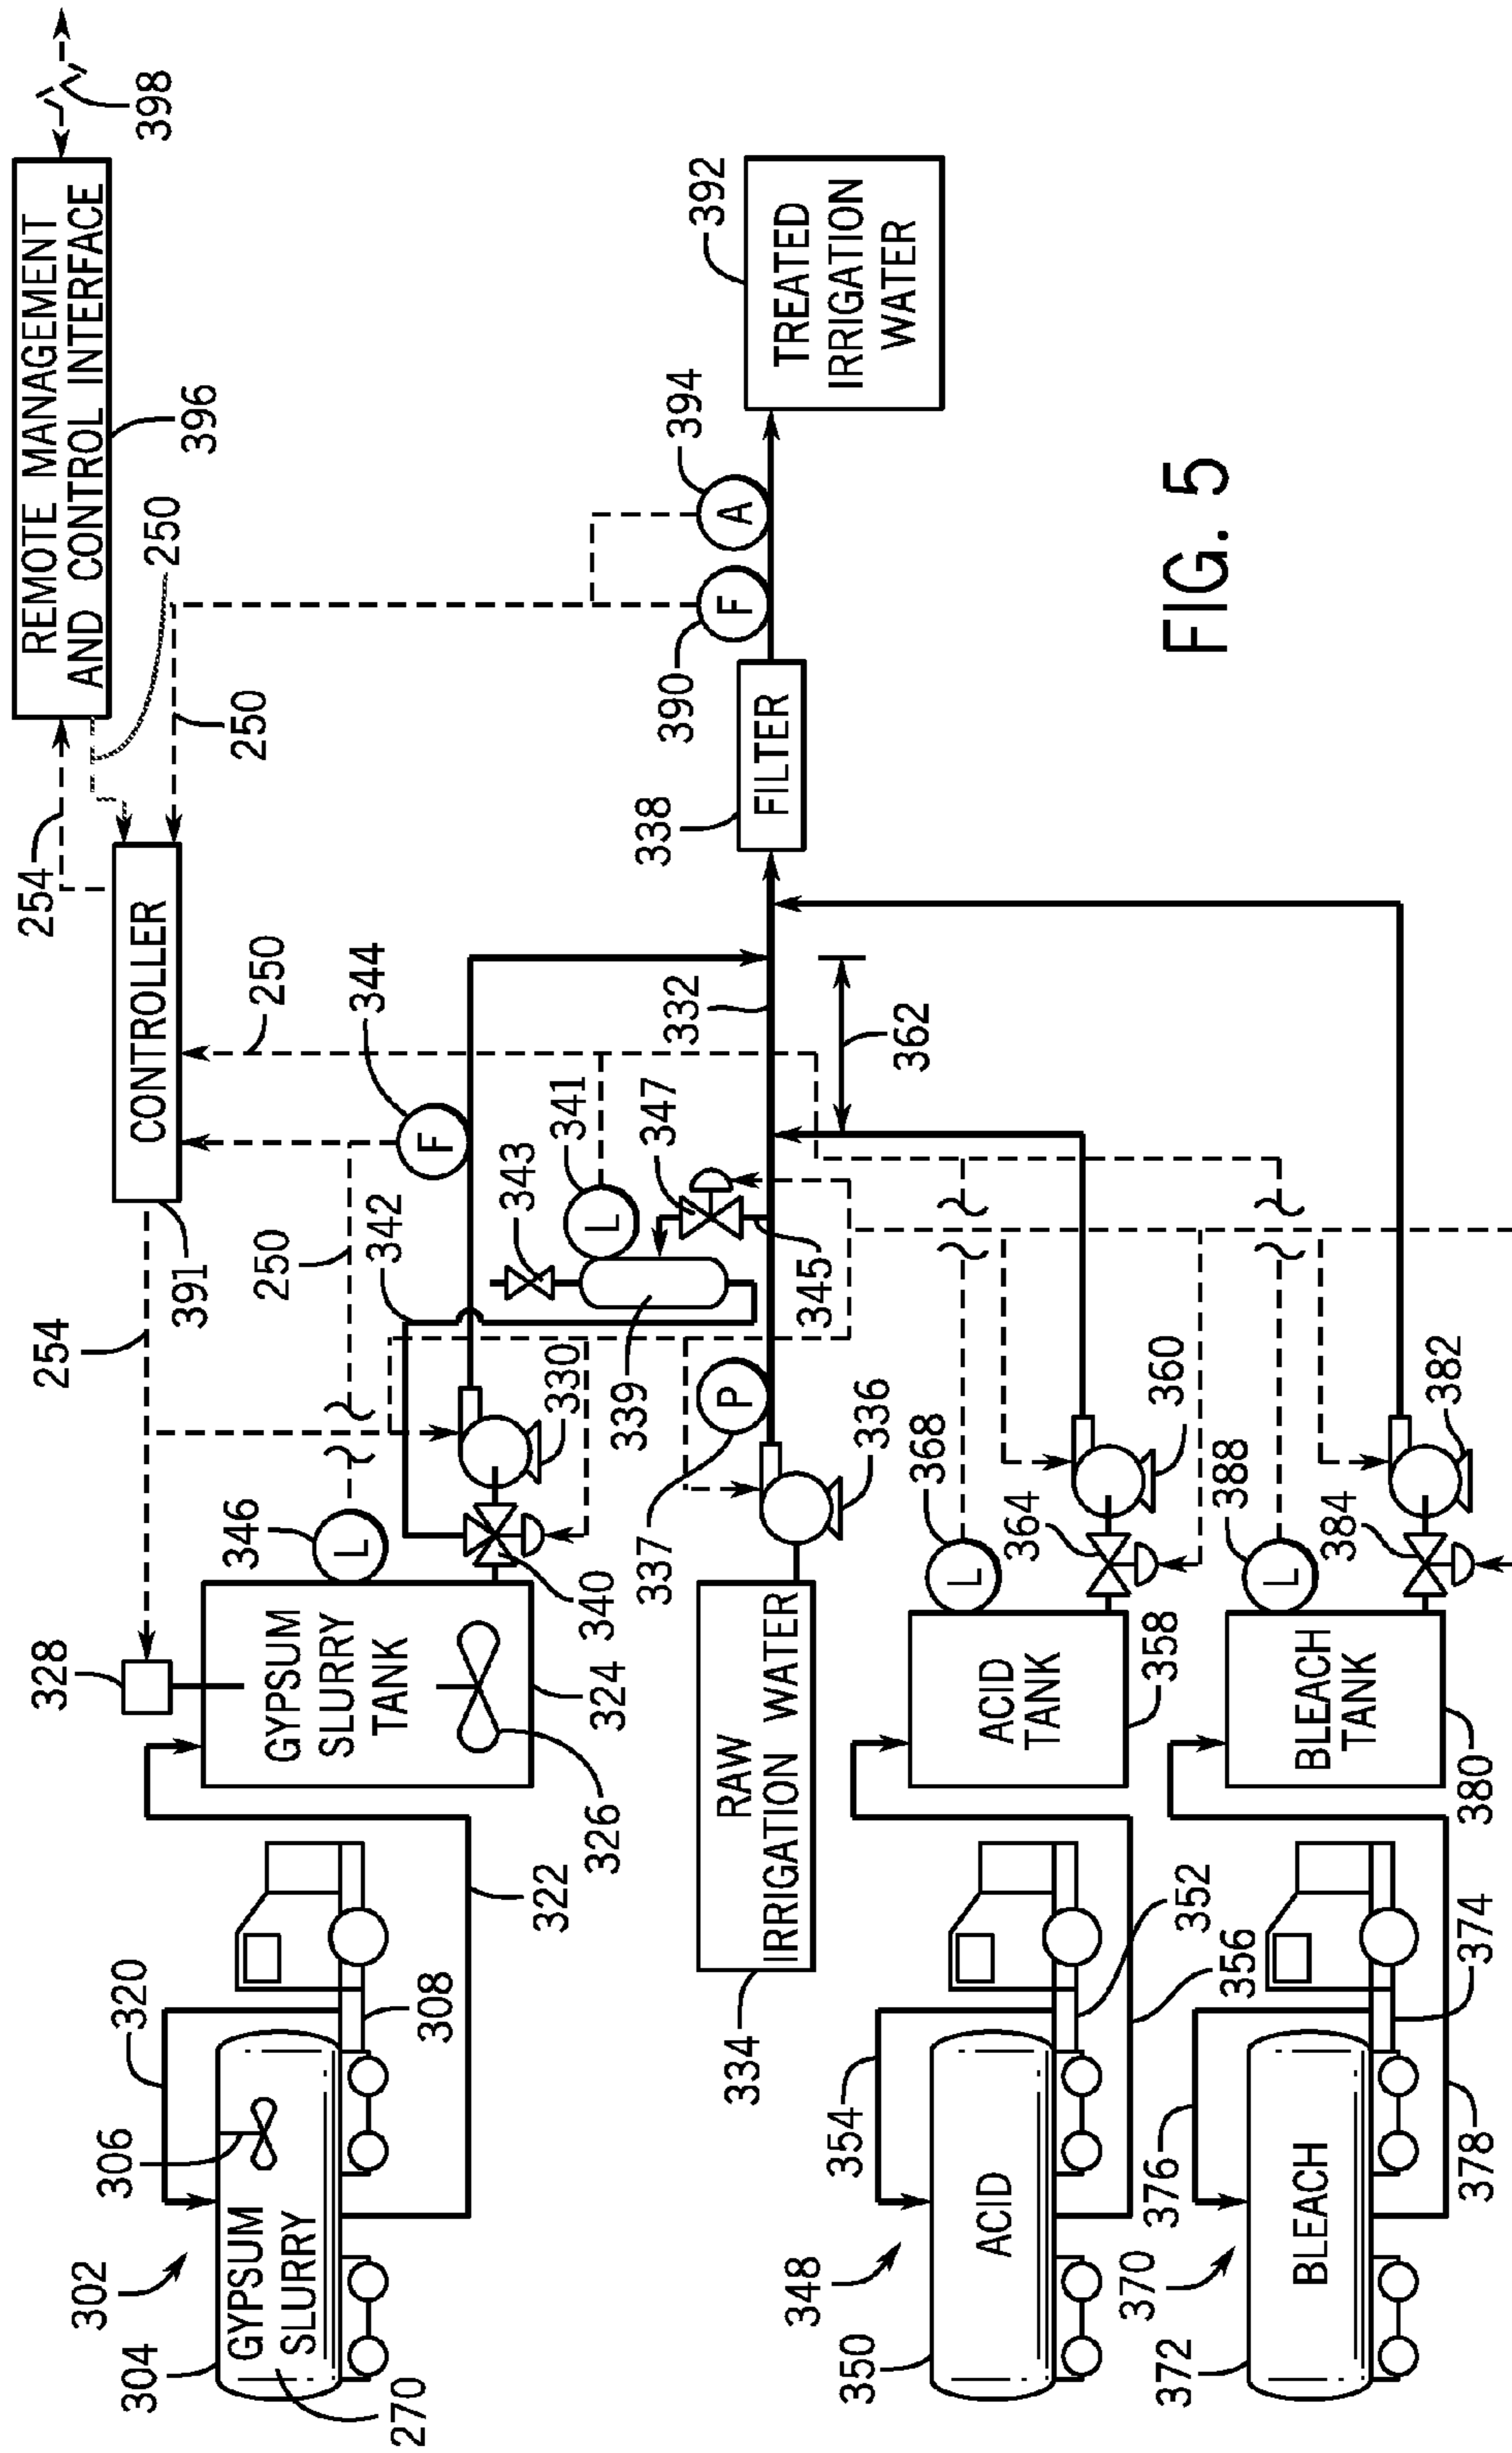 REMOTE MANAGEMENT
AND CONTROL INTERFACE
398
396
250
254
250
CONTROLLER
391
254
250
344
250
342
328
346
L
F
GYPSUM
SLURRY
TANK
324
326
340
330
343
341
L
347
339
345
302
304
GYPSUM
SLURRY
270
306
320
308
322
334
RAW
IRRIGATION WATER
336
337
P
332
362
338
FILTER
390
F
A
394
TREATED
IRRIGATION
WATER
392
348
350
ACID
354
352
356
ACID
TANK
358
368
L
364
360
370
372
BLEACH
376
374
378
BLEACH
TANK
380
388
L
384
382
FIG. 5